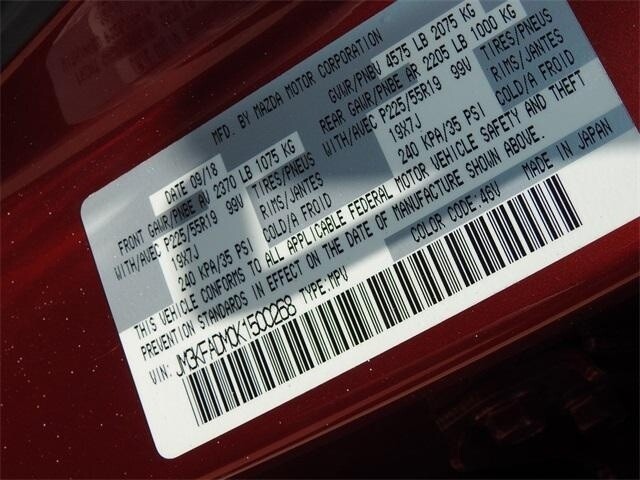 MFD. BY MAZDA MOTOR CORPORATION
DATE 09/18 GVWR/PNBV 4575 LB 2075 KG
FRONT GAWR/PNBE AV 2370 LB 1075 KG REAR GAWR/PNBE AR 2205 LB 1000 KG
WITH/AVEC P225/55R19 99V TIRES/PNEUS WITH/AVEC P225/55R19 99V TIRES/PNEUS
19X7J RIMS/JANTES 19X7J RIMS/JANTES
240 KPA/35 PSI COLD/A FROID 240 KPA/35 PSI COLD/A FROID
THIS VEHICLE CONFORMS TO ALL APPLICABLE FEDERAL MOTOR VEHICLE SAFETY AND THEFT
PREVENTION STANDARDS IN EFFECT ON THE DATE OF MANUFACTURE SHOWN ABOVE.
COLOR CODE:46V MADE IN JAPAN
VIN: JM3KFADM0K1500268 TYPE:MPV